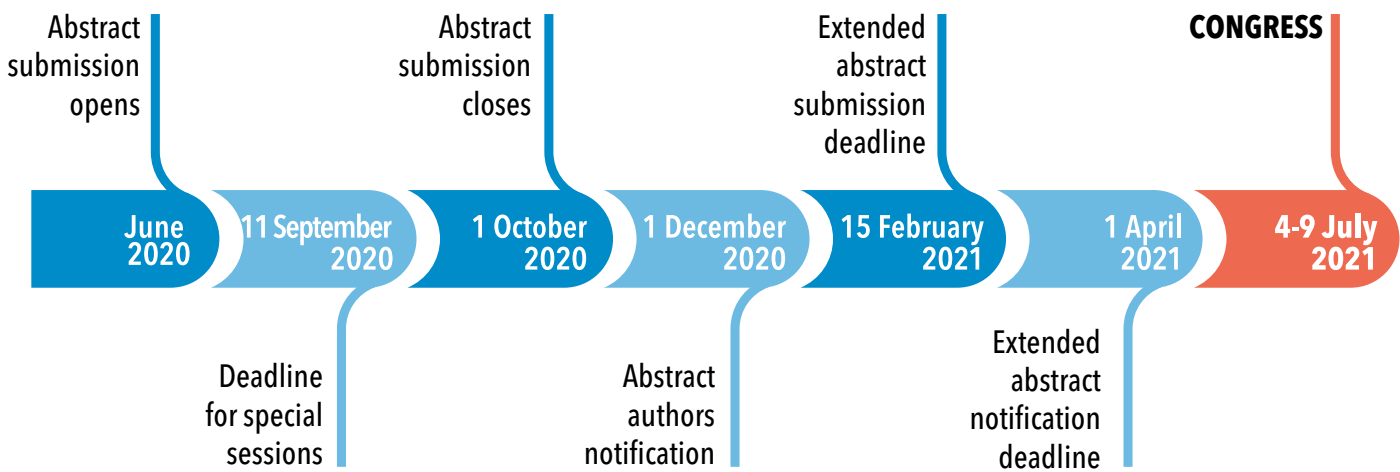 Abstract
submission
opens
Abstract
submission
closes
Extended
abstract
submission
deadline
CONGRESS
June
2020
11 September
2020
1 October
2020
1 December
2020
15 February
2021
1 April
2021
4-9 July
2021
Deadline
for special
sessions
Abstract
authors
notification
Extended
abstract
notification
deadline